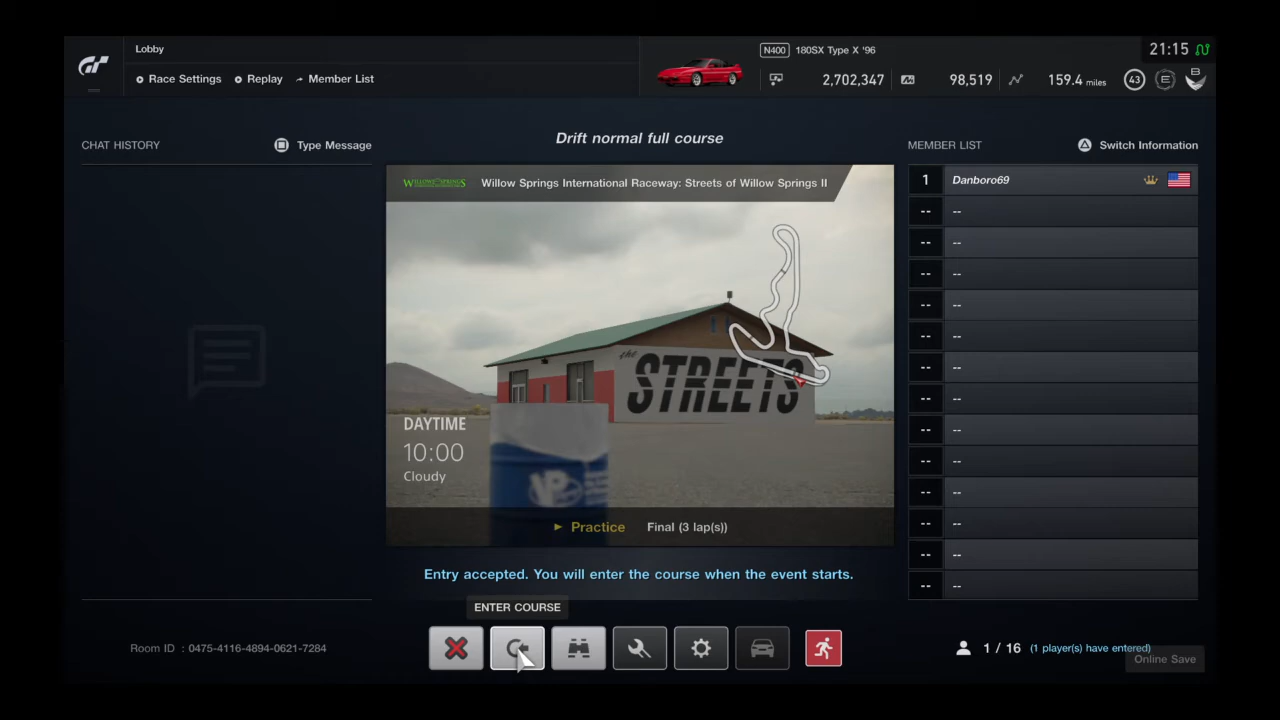 Lobby
Race Settings Replay Member List
N400 180SX Type X '96
2,702,347 98,519 159.4 miles 43 E B
21:15
CHAT HISTORY Type Message
Drift normal full course
MEMBER LIST Switch Information
WILLOW SPRINGS Willow Springs International Raceway: Streets of Willow Springs II
1 Danboro69
-- --
-- --
-- --
-- --
-- --
-- --
-- --
-- --
-- --
-- --
-- --
-- --
-- --
the STREETS
DAYTIME
10:00
Cloudy
VP
Practice Final (3 lap(s))
Entry accepted. You will enter the course when the event starts.
ENTER COURSE
Room ID : 0475-4116-4894-0621-7284
1 / 16 (1 player(s) have entered)
Online Save